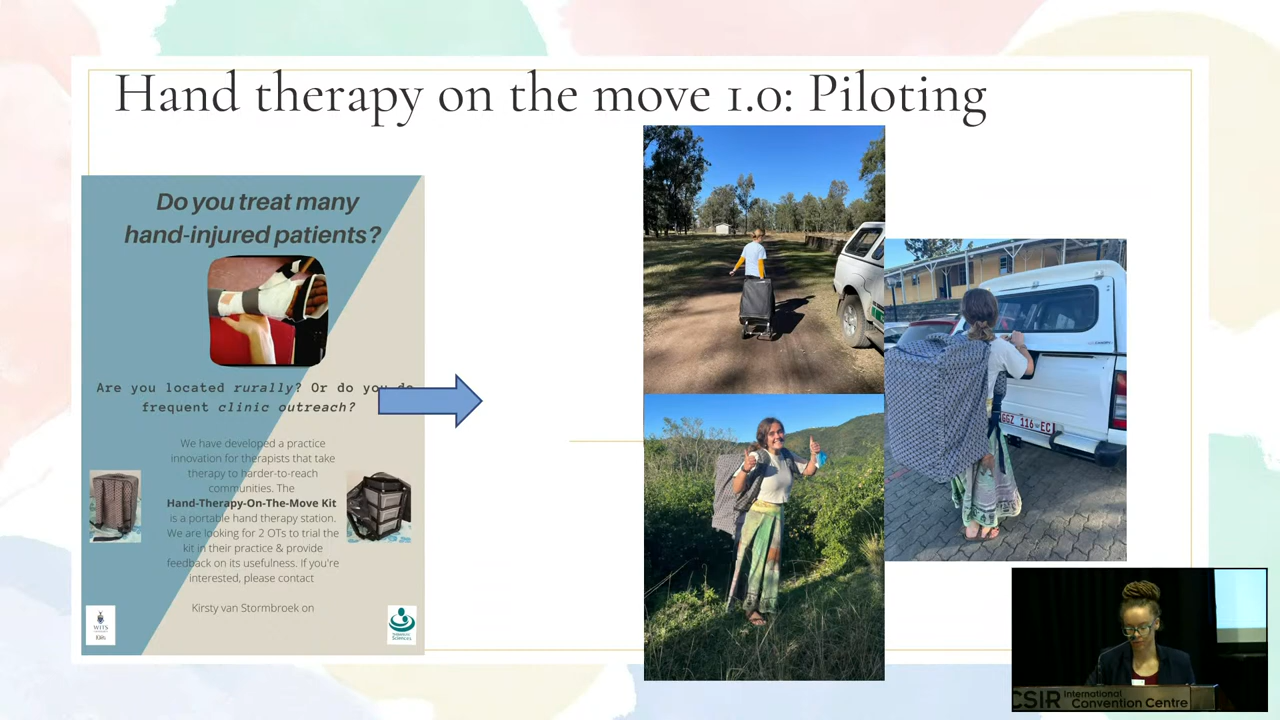 Hand therapy on the move 1.0: Piloting
Do you treat many
hand-injured patients?
Are you located rurally? Or do you do
frequent clinic outreach?
We have developed a practice
innovation for therapists that take
therapy to harder-to-reach
communities. The
Hand-Therapy-On-The-Move Kit
is a portable hand therapy station.
We are looking for 2 OTs to trial the
kit in their practice & provide
feedback on its usefulness. If you're
interested, please contact
Kirsty van Stormbroek on
WITS
Sciences
GGZ 116 EC
CSIR International
Convention Centre